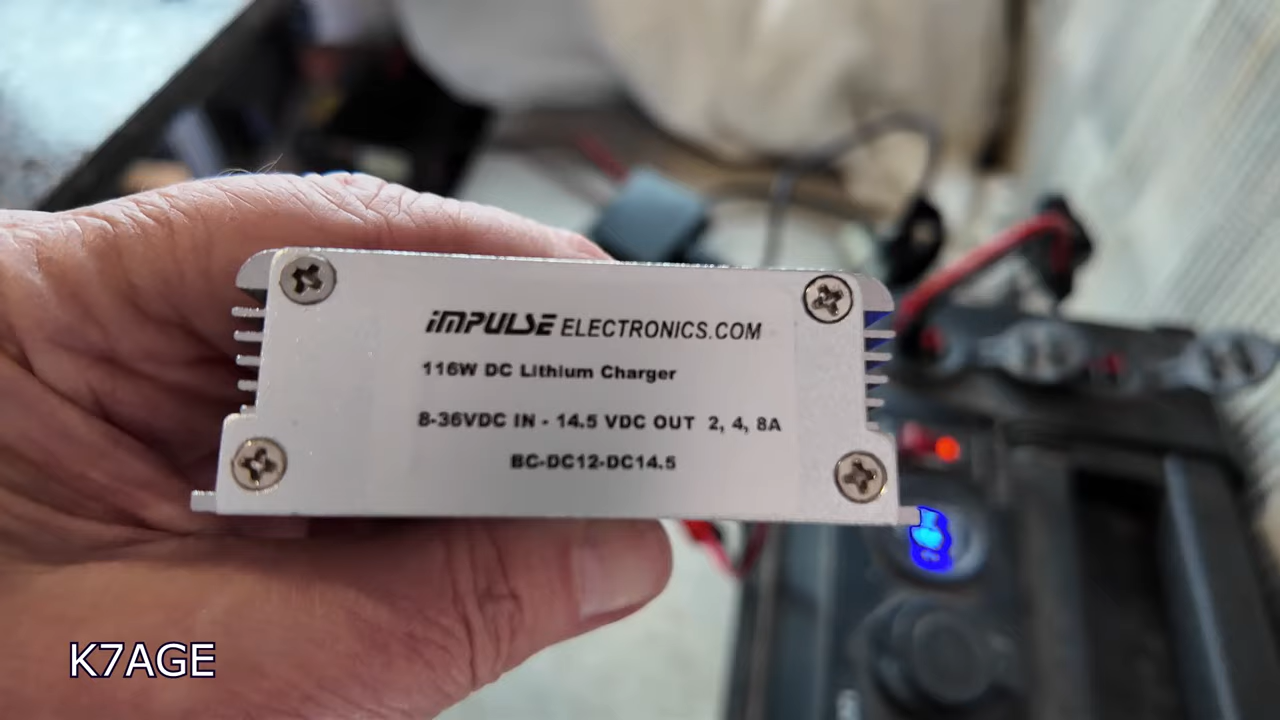 iMPULSE ELECTRONICS.COM
116W DC Lithium Charger
8-36VDC IN - 14.5 VDC OUT 2, 4, 8A
BC-DC12-DC14.5
K7AGE